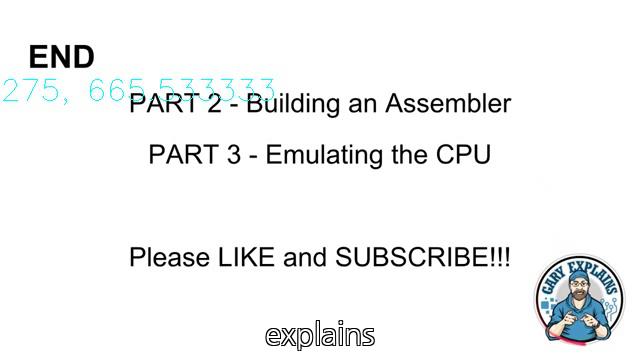 END
275, 665.533333
PART 2 - Building an Assembler
PART 3 - Emulating the CPU
Please LIKE and SUBSCRIBE!!!
GARY EXPLAINS
explains